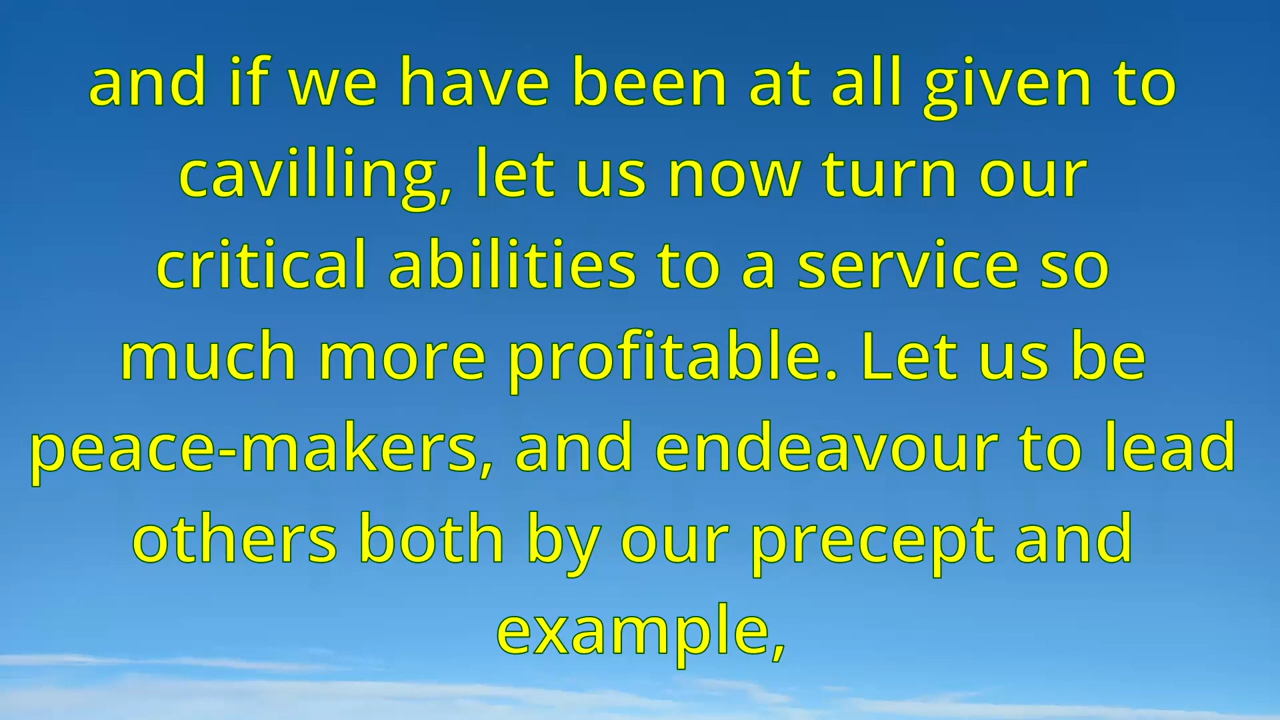 and if we have been at all given to
cavilling, let us now turn our
critical abilities to a service so
much more profitable. Let us be
peace-makers, and endeavour to lead
others both by our precept and
example,